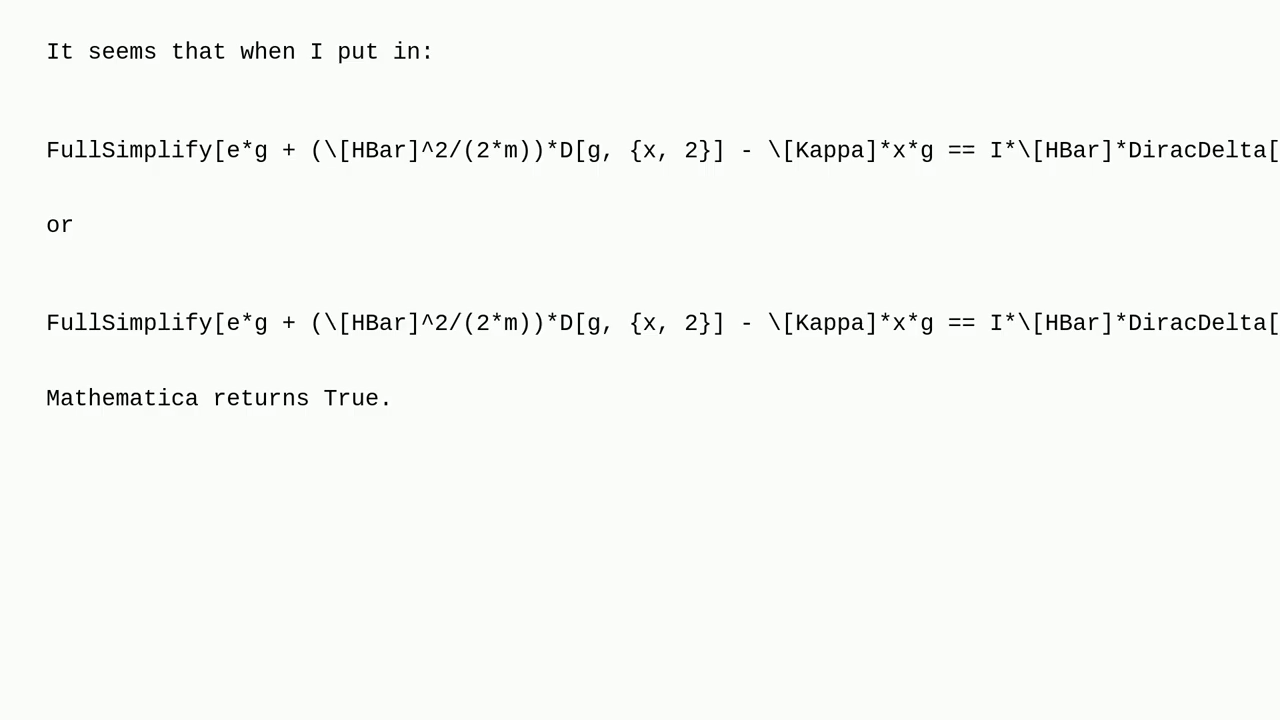 It seems that when I put in:
FullSimplify[e*g + (\[HBar]^2/(2*m))*D[g, {x, 2}] - \[Kappa]*x*g == I*\[HBar]*DiracDelta[
or
FullSimplify[e*g + (\[HBar]^2/(2*m))*D[g, {x, 2}] - \[Kappa]*x*g == I*\[HBar]*DiracDelta[
Mathematica returns True.